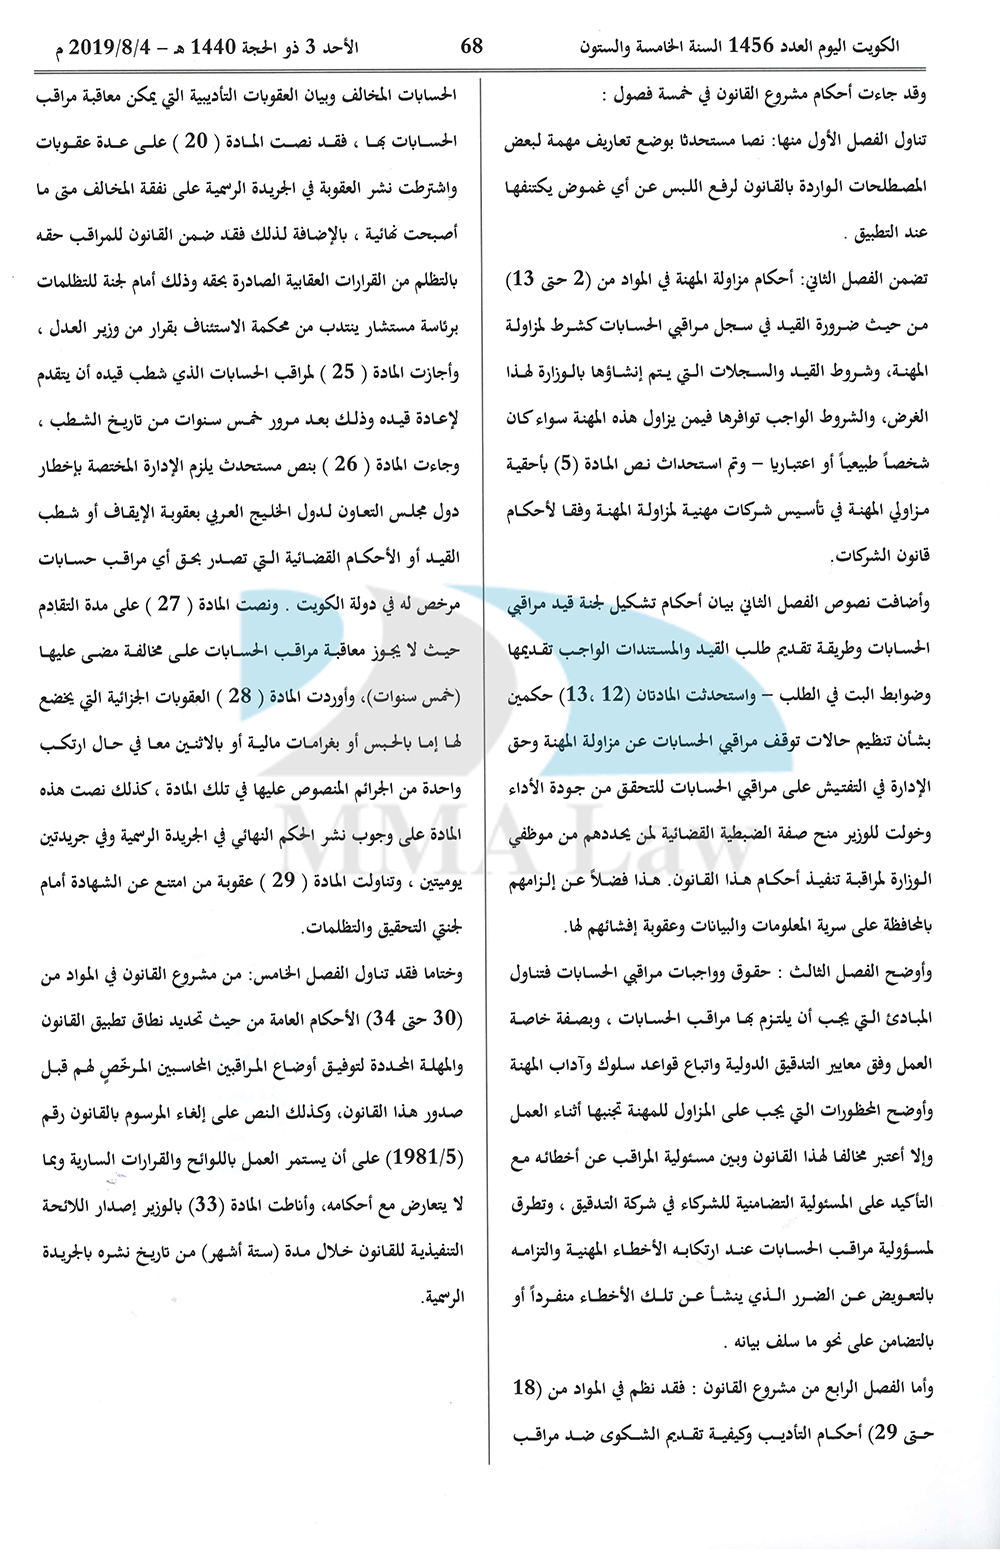 الكويت اليوم العدد 1456 السنة الخامسة والستون
68
الأحد 3 ذو الحجة 1440 هـ – 2019/8/4 م
وقد جاءت أحكام مشروع القانون في خمسة فصول :
تناول الفصل الأول منها: نصا مستحدثا بوضع تعاريف مهمة لبعض
المصطلحات الواردة بالقانون لرفع اللبس عن أي غموض يكتنفها
عند التطبيق .
تضمن الفصل الثاني: أحكام مزاولة المهنة في المواد من (2 حتى 13)
من حيث ضرورة القيد في سجل مراقبي الحسابات كشرط لمزاولة
المهنة، وشروط القيد والسجلات التي يتم إنشاؤها بالوزارة لهذا
الغرض، والشروط الواجب توافرها فيمن يزاول هذه المهنة سواء كان
شخصاً طبيعياً أو اعتباريا – وتم استحداث نص المادة (5) بأحقية
مزاولي المهنة في تأسيس شركات مهنية لمزاولة المهنة وفقا لأحكام
قانون الشركات.
وأضافت نصوص الفصل الثاني بيان أحكام تشكيل لجنة قيد مراقبي
الحسابات وطريقة تقديم طلب القيد والمستندات الواجب تقديمها
وضوابط البت في الطلب – واستحدثت المادتان (12 ،13) حكمين
بشأن تنظيم حالات توقف مراقبي الحسابات عن مزاولة المهنة وحق
الإدارة في التفتيش على مراقبي الحسابات للتحقق من جودة الأداء
وخولت للوزير منح صفة الضبطية القضائية لمن يحددهم من موظفي
الوزارة لمراقبة تنفيذ أحكام هذا القانون. هذا فضلاً عن إلزامهم
بالمحافظة على سرية المعلومات والبيانات وعقوبة إفشائهم لها.
وأوضح الفصل الثالث : حقوق وواجبات مراقبي الحسابات فتناول
المبادئ التي يجب أن يلتزم بها مراقب الحسابات ، وبصفة خاصة
العمل وفق معايير التدقيق الدولية واتباع قواعد سلوك وآداب المهنة
وأوضح المحظورات التي يجب على المزاول للمهنة تجنبها أثناء العمل
وإلا أعتبر مخالفا لهذا القانون وبين مسئولية المراقب عن أخطائه مع
التأكيد على المسئولية التضامنية للشركاء في شركة التدقيق ، وتطرق
لمسؤولية مراقب الحسابات عند ارتكابه الأخطاء المهنية والتزامه
بالتعويض عن الضرر الذي ينشأ عن تلك الأخطاء منفرداً أو
بالتضامن على نحو ما سلف بيانه .
وأما الفصل الرابع من مشروع القانون : فقد نظم في المواد من (18
حتى 29) أحكام التأديب وكيفية تقديم الشكوى ضد مراقب
الحسابات المخالف وبيان العقوبات التأديبية التي يمكن معاقبة مراقب
الحسابات بها ، فقد نصت المادة ( 20 ) على عدة عقوبات
واشترطت نشر العقوبة في الجريدة الرسمية على نفقة المخالف متى ما
أصبحت نهائية ، بالإضافة لذلك فقد ضمن القانون للمراقب حقه
بالتظلم من القرارات العقابية الصادرة بحقه وذلك أمام لجنة للتظلمات
برئاسة مستشار ينتدب من محكمة الاستئناف بقرار من وزير العدل ،
وأجازت المادة ( 25 ) لمراقب الحسابات الذي شطب قيده أن يتقدم
لإعادة قيده وذلك بعد مرور خمس سنوات من تاريخ الشطب ،
وجاءت المادة ( 26 ) بنص مستحدث يلزم الإدارة المختصة بإخطار
دول مجلس التعاون لدول الخليج العربي بعقوبة الإيقاف أو شطب
القيد أو الأحكام القضائية التي تصدر بحق أي مراقب حسابات
مرخص له في دولة الكويت . ونصت المادة ( 27 ) على مدة التقادم
حيث لا يجوز معاقبة مراقب الحسابات على مخالفة مضى عليها
(خمس سنوات)، وأوردت المادة ( 28 ) العقوبات الجزائية التي يخضع
لها إما بالحبس أو بغرامات مالية أو بالاثنين معا في حال ارتكب
واحدة من الجرائم المنصوص عليها في تلك المادة ، كذلك نصت هذه
المادة على وجوب نشر الحكم النهائي في الجريدة الرسمية وفي جريدتين
يوميتين ، وتناولت المادة ( 29 ) عقوبة من امتنع عن الشهادة أمام
لجنتي التحقيق والتظلمات.
وختاما فقد تناول الفصل الخامس: من مشروع القانون في المواد من
(30 حتى 34) الأحكام العامة من حيث تحديد نطاق تطبيق القانون
والمهلة المحددة لتوفيق أوضاع المراقبين المحاسبين المرخّص لهم قبل
صدور هذا القانون، وكذلك النص على إلغاء المرسوم بالقانون رقم
(1981/5) على أن يستمر العمل باللوائح والقرارات السارية وبما
لا يتعارض مع أحكامه، وأناطت المادة (33) بالوزير إصدار اللائحة
التنفيذية للقانون خلال مدة (ستة أشهر) من تاريخ نشره بالجريدة
الرسمية.
MMA Law